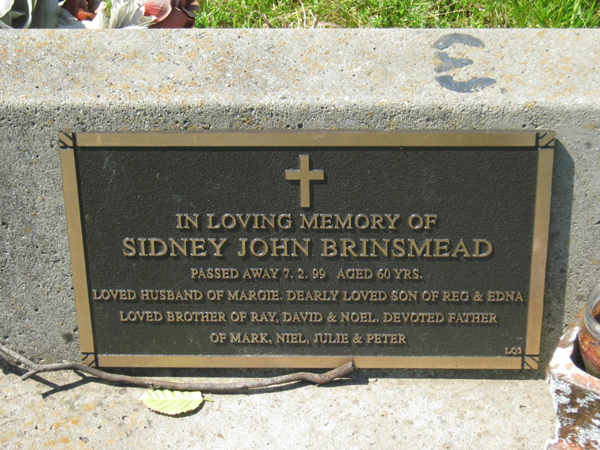 3
IN LOVING MEMORY OF
SIDNEY JOHN BRINSMEAD
PASSED AWAY 7. 2. 99 AGED 60 YRS.
LOVED HUSBAND OF MARGIE. DEARLY LOVED SON OF REG & EDNA
LOVED BROTHER OF RAY, DAVID & NOEL. DEVOTED FATHER
OF MARK, NIEL, JULIE & PETER